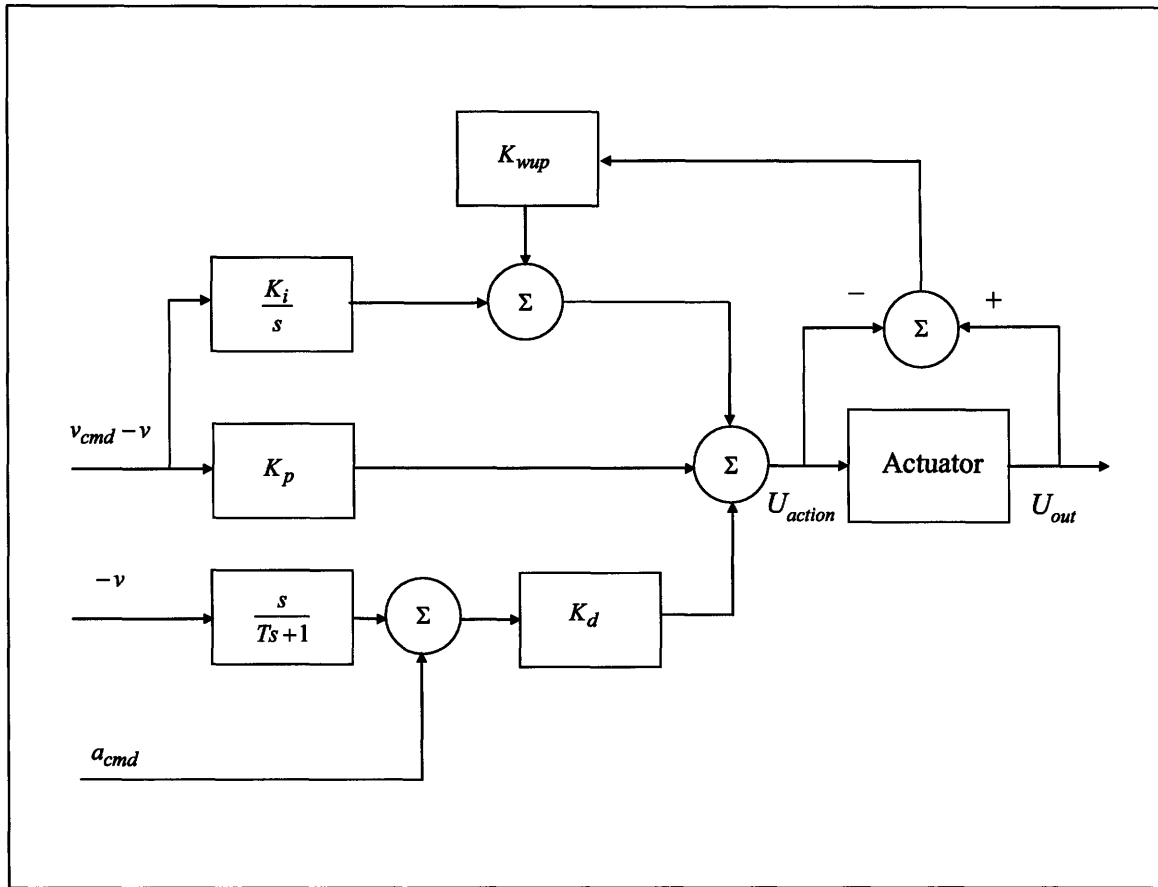 K_wup
K_i
s
Σ
− +
Σ
v_cmd − v
K_p
Σ
Actuator
U_action
U_out
−v
s
Ts+1
Σ
K_d
a_cmd